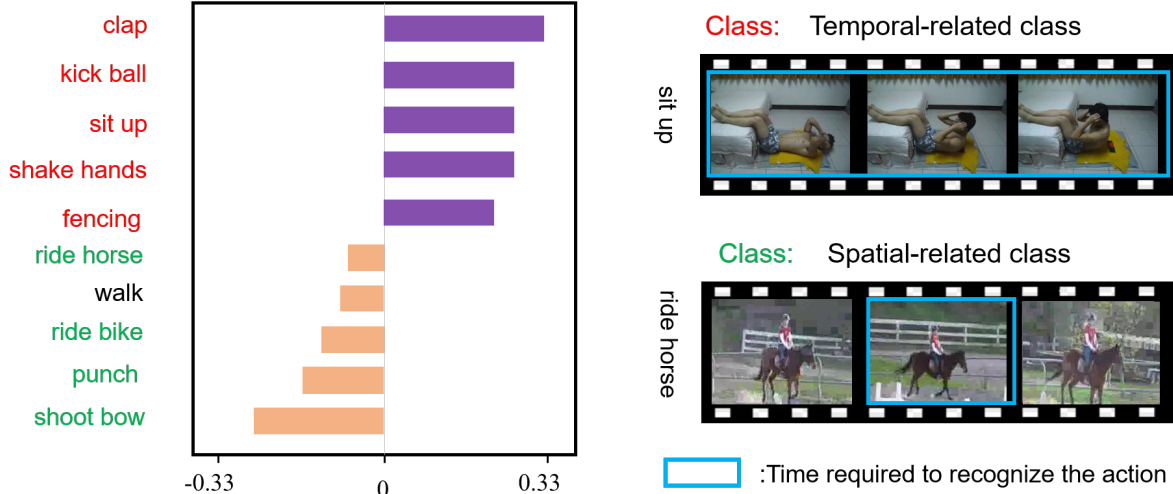 clap
kick ball
sit up
shake hands
fencing
ride horse
walk
ride bike
punch
shoot bow
-0.33
0
0.33
Class: Temporal-related class
sit up
Class: Spatial-related class
ride horse
:Time required to recognize the action